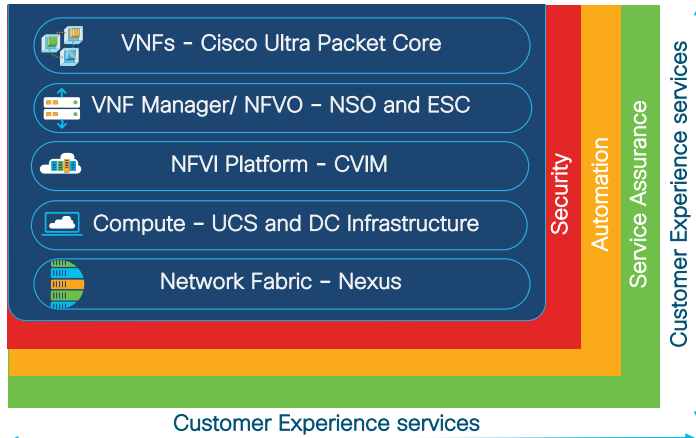 VNFs – Cisco Ultra Packet Core
VNF Manager/ NFVO – NSO and ESC
NFVI Platform – CVIM
Compute – UCS and DC Infrastructure
Network Fabric – Nexus
Security
Automation
Service Assurance
Customer Experience services
Customer Experience services